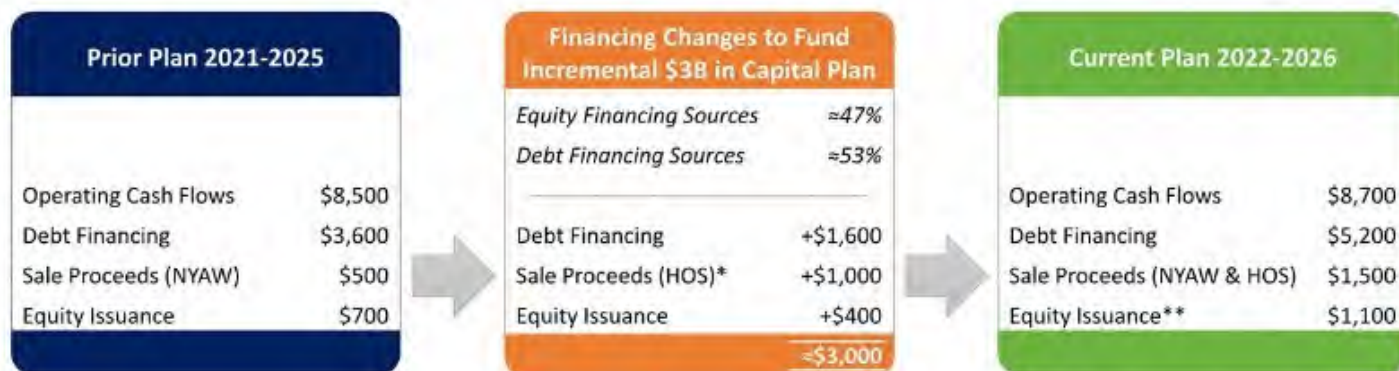 Prior Plan 2021-2025
Operating Cash Flows $8,500
Debt Financing $3,600
Sale Proceeds (NYAW) $500
Equity Issuance $700
Financing Changes to Fund
Incremental $3B in Capital Plan
Equity Financing Sources ≈47%
Debt Financing Sources ≈53%
Debt Financing +$1,600
Sale Proceeds (HOS)* +$1,000
Equity Issuance +$400
≈$3,000
Current Plan 2022-2026
Operating Cash Flows $8,700
Debt Financing $5,200
Sale Proceeds (NYAW & HOS) $1,500
Equity Issuance** $1,100